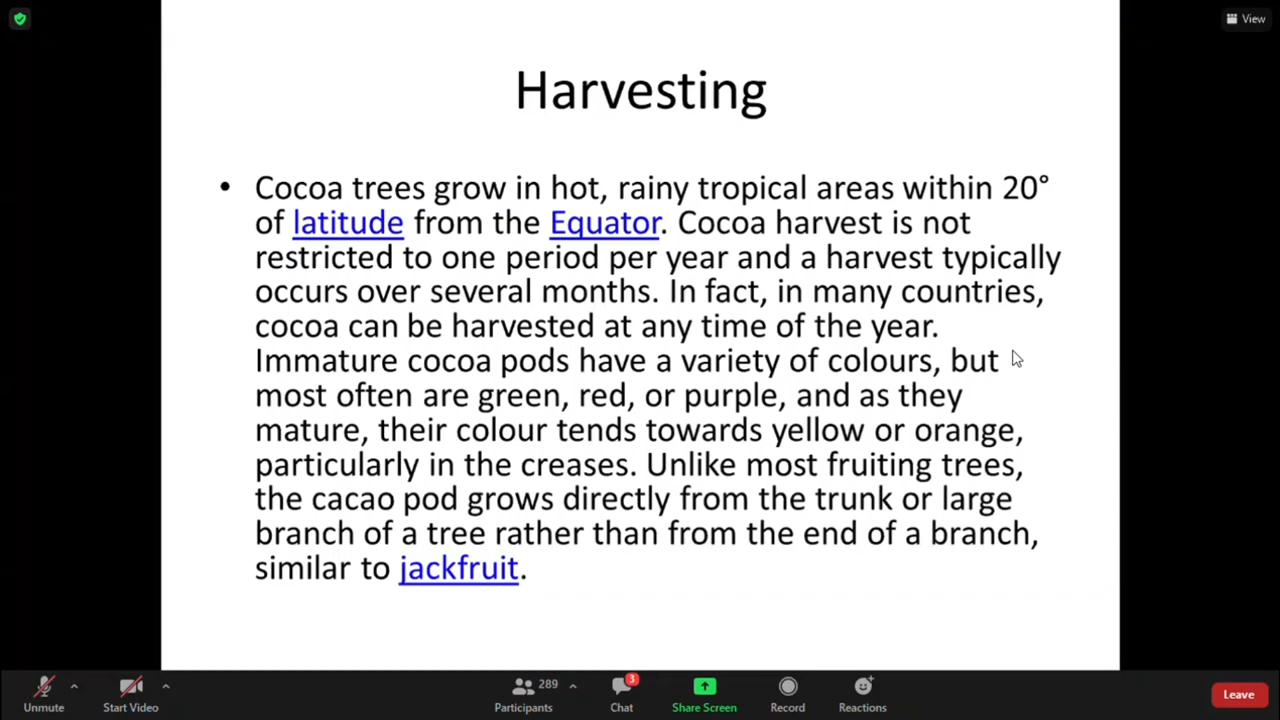 View
Harvesting
• Cocoa trees grow in hot, rainy tropical areas within 20°
of latitude from the Equator. Cocoa harvest is not
restricted to one period per year and a harvest typically
occurs over several months. In fact, in many countries,
cocoa can be harvested at any time of the year.
Immature cocoa pods have a variety of colours, but
most often are green, red, or purple, and as they
mature, their colour tends towards yellow or orange,
particularly in the creases. Unlike most fruiting trees,
the cacao pod grows directly from the trunk or large
branch of a tree rather than from the end of a branch,
similar to jackfruit.
289 3
Unmute Start Video Participants Chat Share Screen Record Reactions Leave